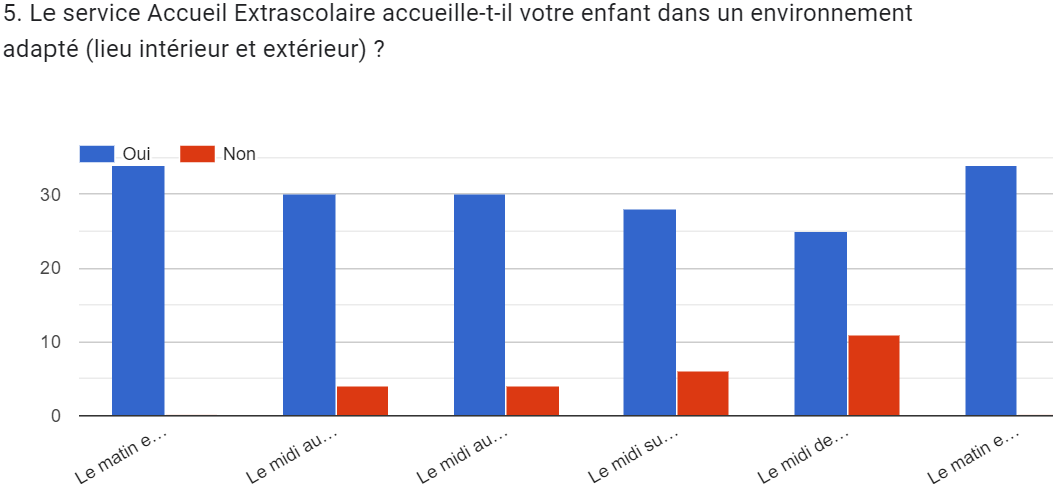 5. Le service Accueil Extrascolaire accueille-t-il votre enfant dans un environnement
adapté (lieu intérieur et extérieur) ?
Oui Non
30
20
10
0
Le matin e...
Le midi au...
Le midi au...
Le midi su...
Le midi de...
Le matin e...